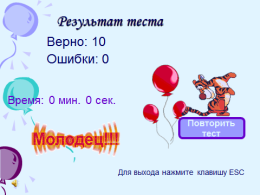 Результат теста
Верно: 10
Ошибки: 0
Время: 0 мин. 0 сек.
Молодец!!!!
Повторить
тест
Для выхода нажмите клавишу ESC